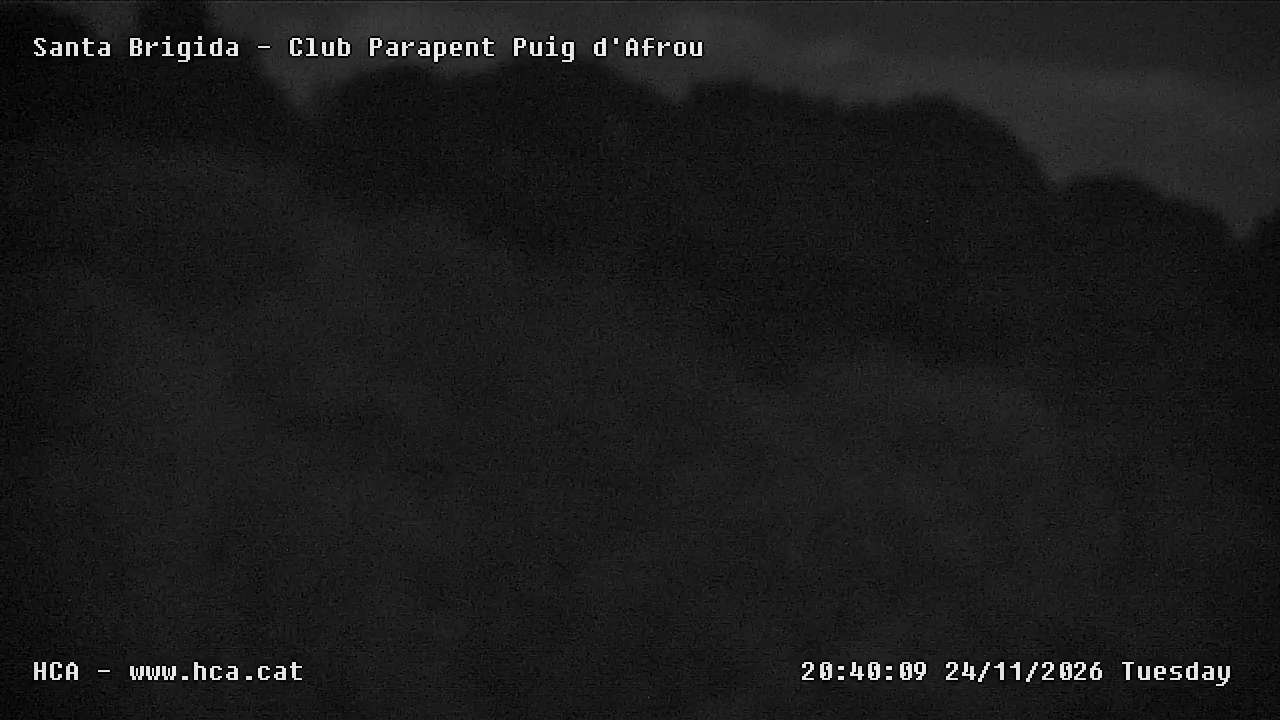 Santa Brigida - Club Parapent Puig d'Afrou
HCA - www.hca.cat
20:40:09 24/11/2026 Tuesday